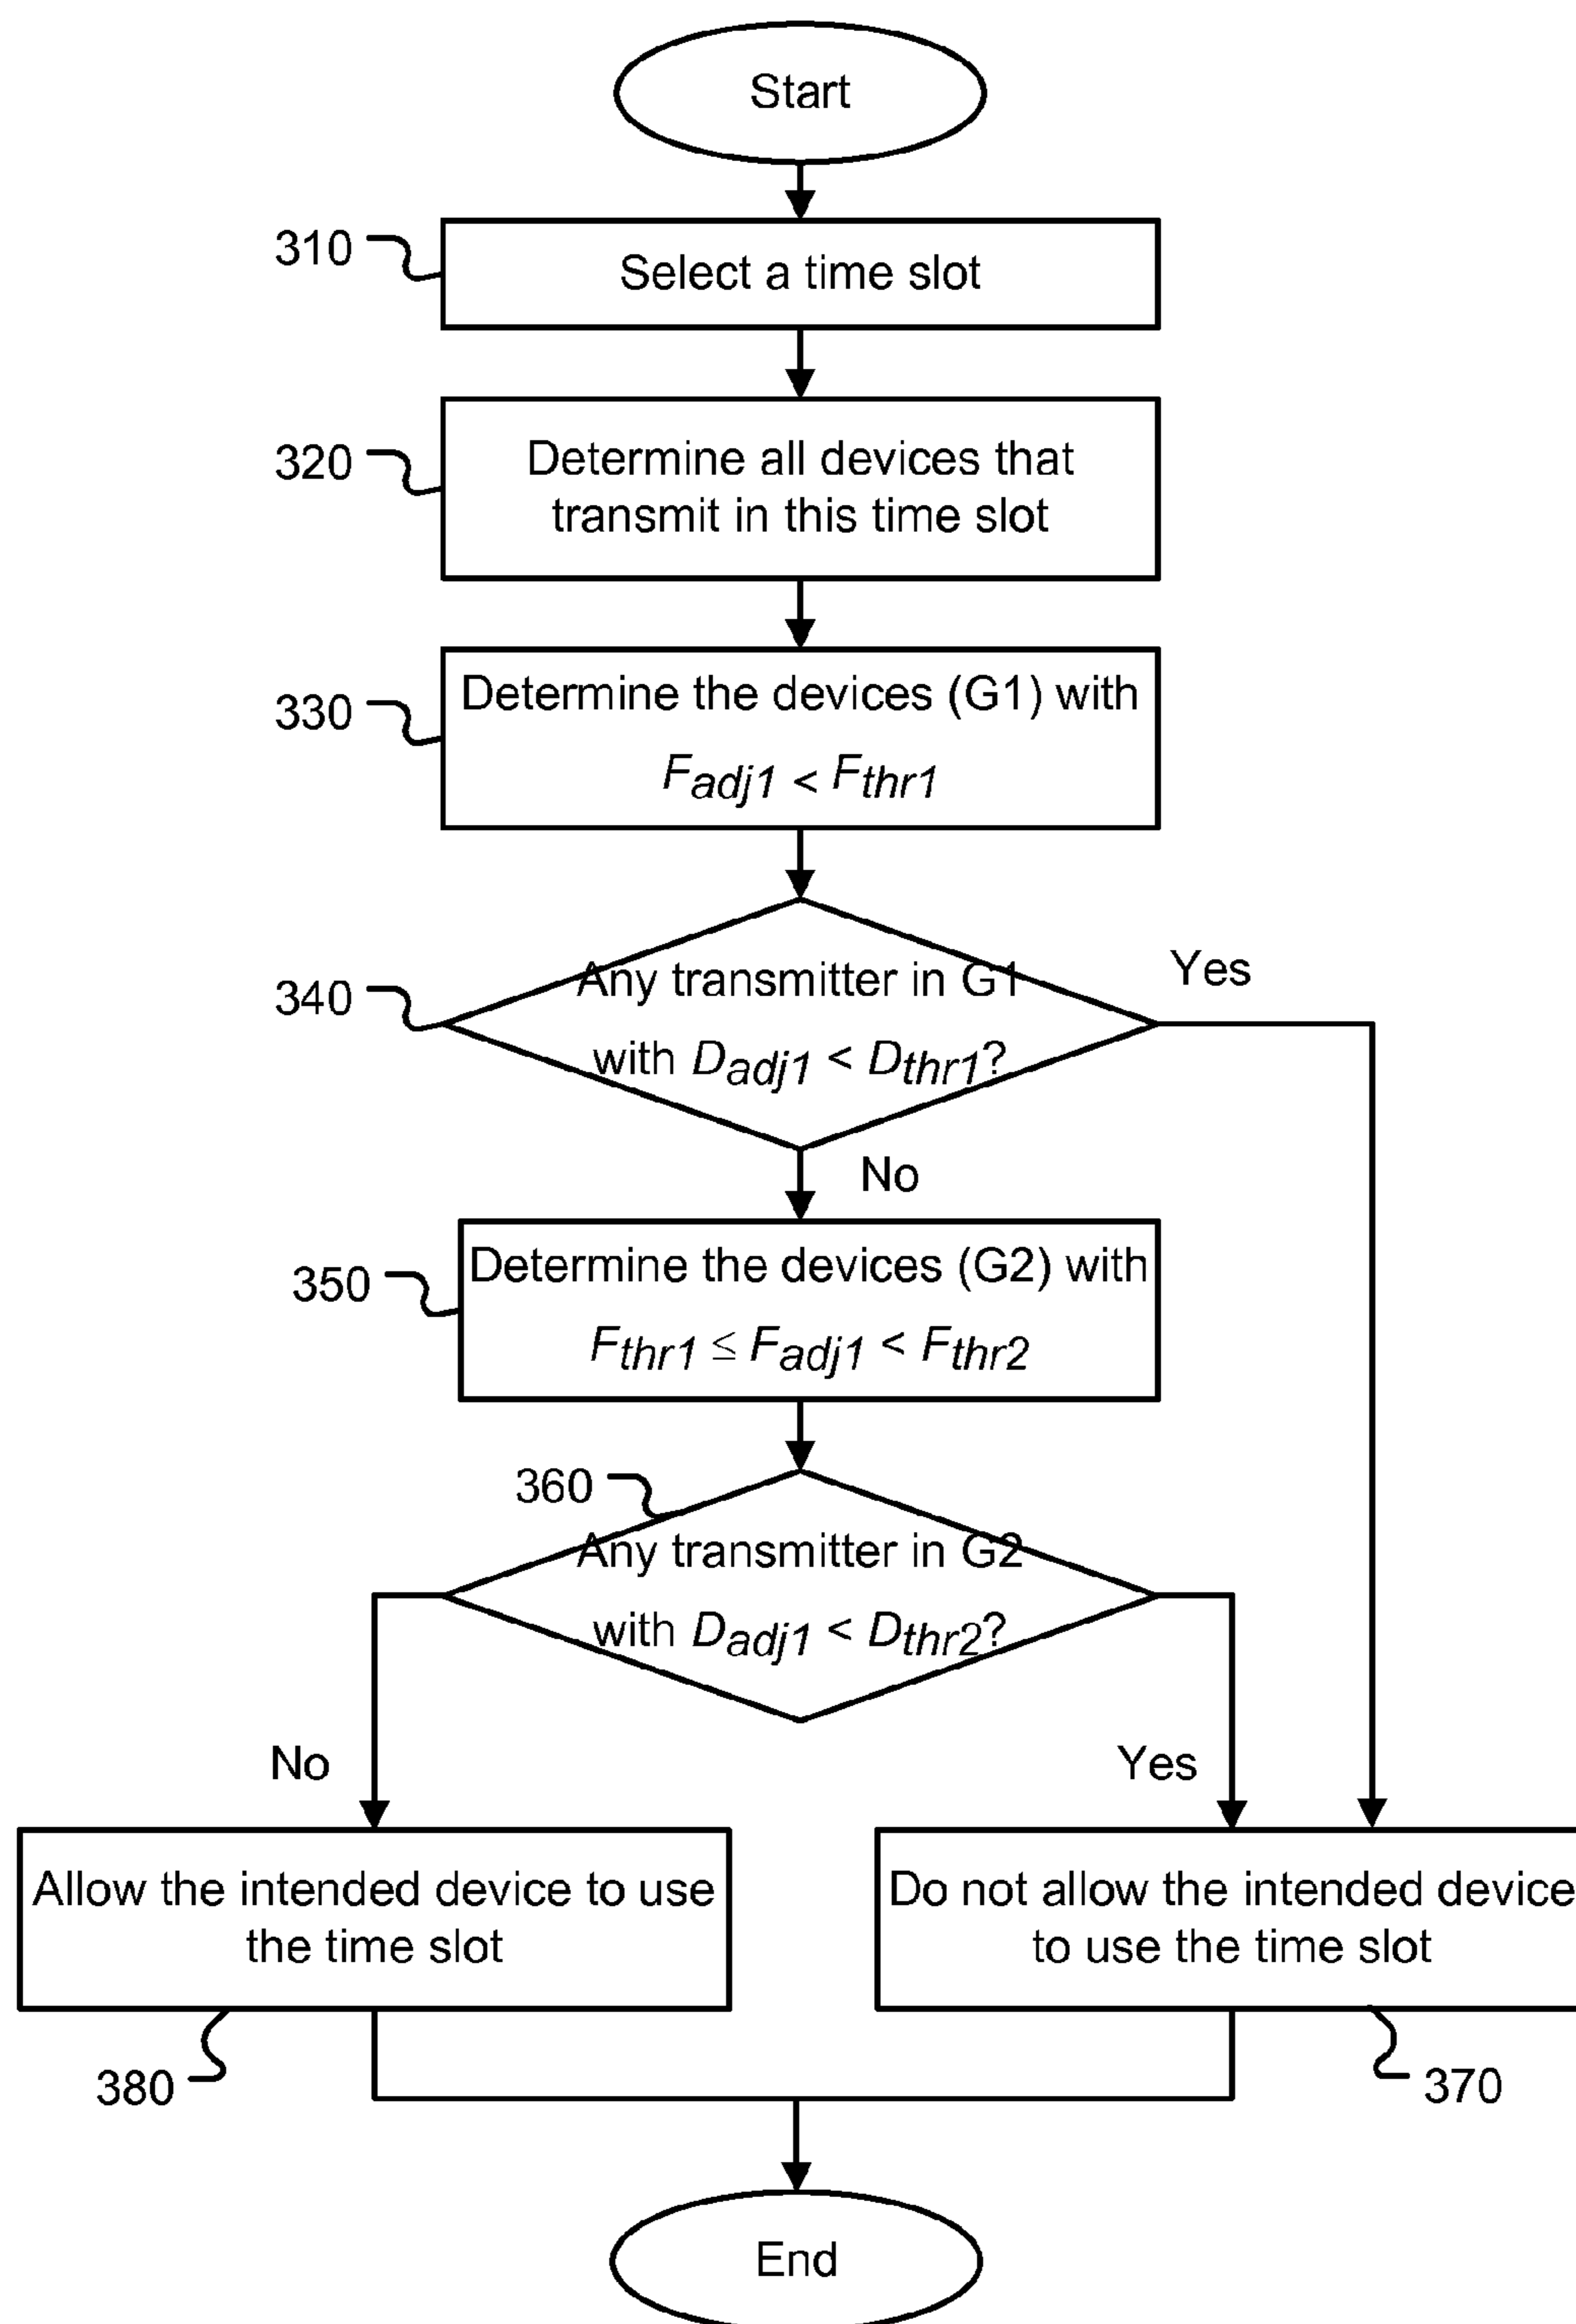 Start
310
Select a time slot
320
Determine all devices that
transmit in this time slot
330
Determine the devices (G1) with
Fadj1 < Fthr1
340
Any transmitter in G1
with Dadj1 < Dthr1?
Yes
No
350
Determine the devices (G2) with
Fthr1 ≤ Fadj1 < Fthr2
360
Any transmitter in G2
with Dadj1 < Dthr2?
No
Yes
Allow the intended device to use
the time slot
Do not allow the intended device
to use the time slot
380
370
End